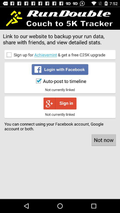 7:52
RunDouble
Couch to 5K Tracker
Link to our website to backup your run data,
share with friends, and view detailed stats.
Sign up for & get a free C25K upgrade
Login with Facebook
Auto post to timeline
Not currently linked
Sign in
Not currently linked
You can connect using your Facebook account, Google
account or both.
Not now